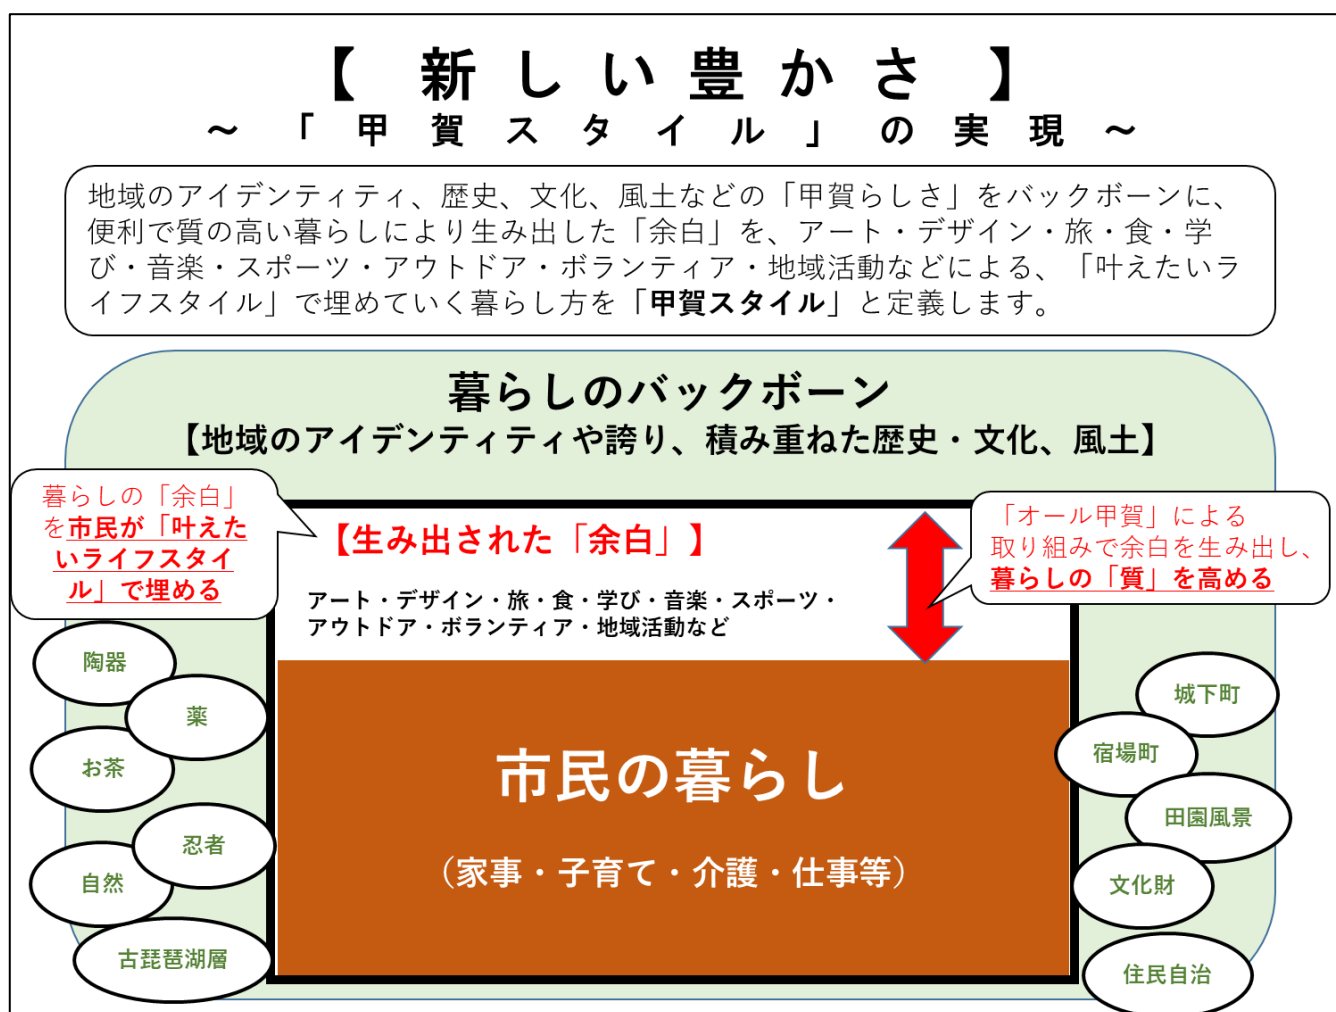 【 新しい豊かさ 】
~「甲賀スタイル」の実現~
地域のアイデンティティ、歴史、文化、風土などの「甲賀らしさ」をバックボーンに、
便利で質の高い暮らしにより生み出した「余白」を、アート・デザイン・旅・食・学
び・音楽・スポーツ・アウトドア・ボランティア・地域活動などによる、「叶えたいラ
イフスタイル」で埋めていく暮らし方を「甲賀スタイル」と定義します。
暮らしのバックボーン
【地域のアイデンティティや誇り、積み重ねた歴史・文化、風土】
暮らしの「余白」
を市民が「叶えた
いライフスタイ
ル」で埋める
【生み出された「余白」】
アート・デザイン・旅・食・学び・音楽・スポーツ・
アウトドア・ボランティア・地域活動など
「オール甲賀」による
取り組みで余白を生み出し、
暮らしの「質」を高める
市民の暮らし
（家事・子育て・介護・仕事等）
陶器
薬
お茶
忍者
自然
古琵琶湖層
城下町
宿場町
田園風景
文化財
住民自治